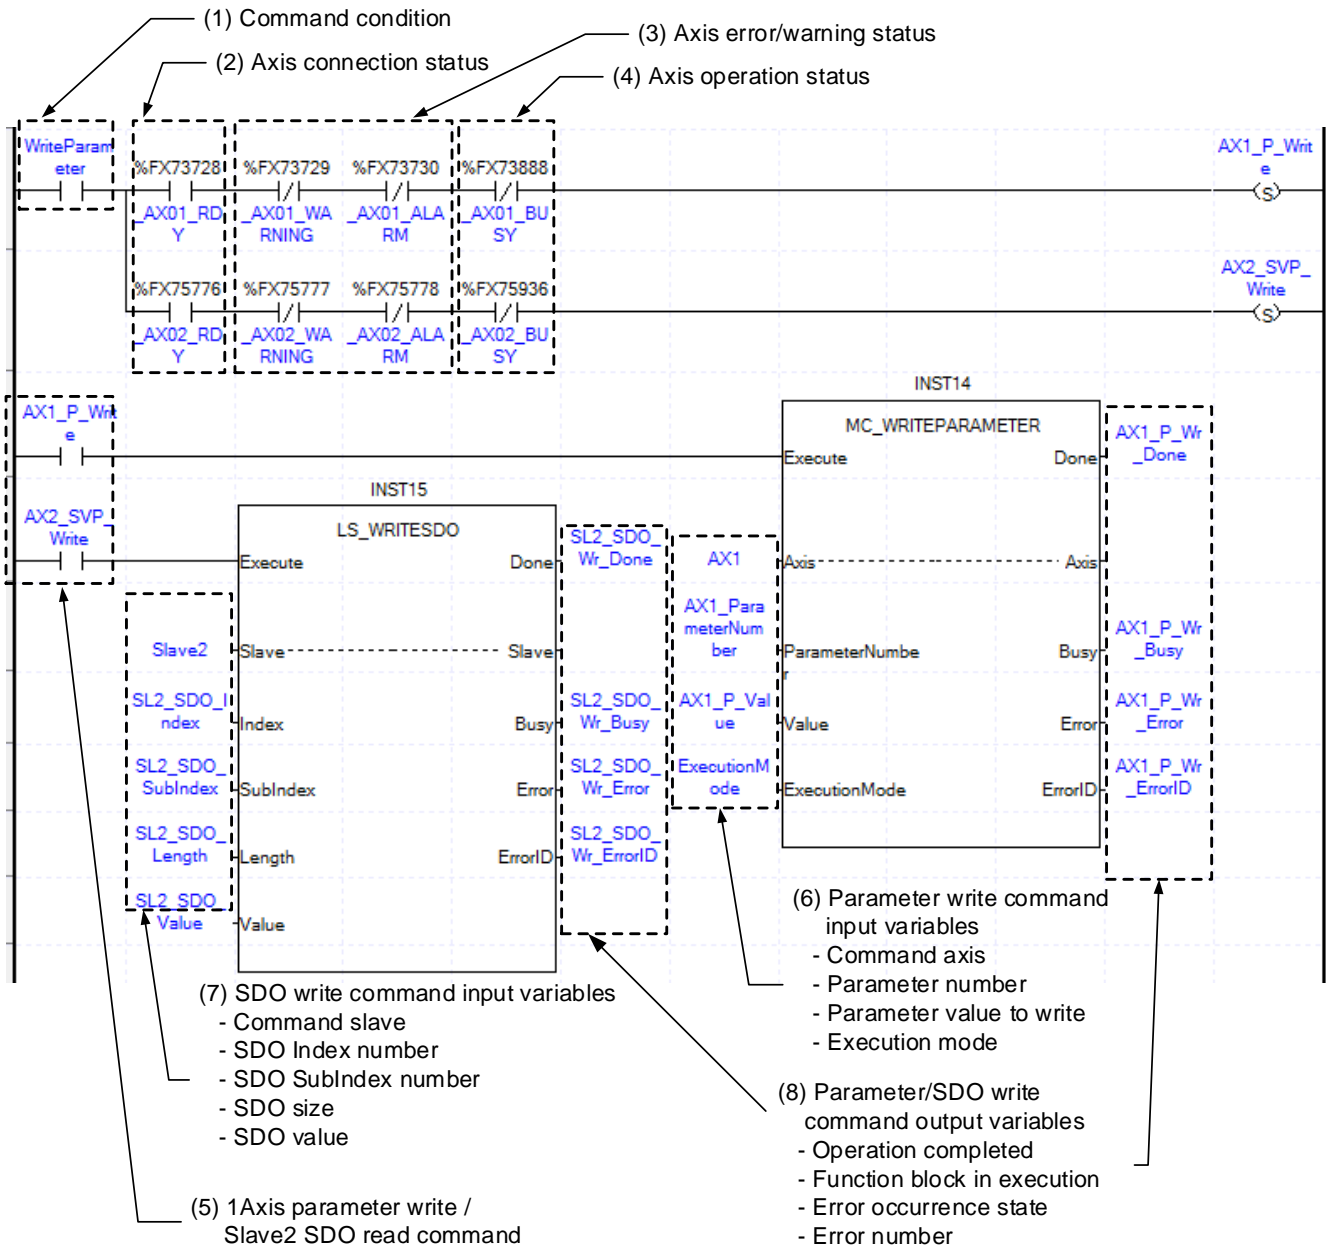 (1) Command condition
(2) Axis connection status
(3) Axis error/warning status
(4) Axis operation status
WriteParam
eter
%FX73728
%FX73729
%FX73730
%FX73888
AX1_P_Writ
e
S
_AX01_RD
Y
_AX01_WA
RNING
_AX01_ALA
RM
_AX01_BU
SY
%FX75776
%FX75777
%FX75778
%FX75936
AX2_SVP_
Write
S
_AX02_RD
Y
_AX02_WA
RNING
_AX02_ALA
RM
_AX02_BU
SY
INST14
AX1_P_Writ
e
MC_WRITEPARAMETER
Execute
Done
AX1_P_Wr
_Done
INST15
AX2_SVP_
Write
LS_WRITESDO
Execute
Done
SL2_SDO_
Wr_Done
AX1
Axis
Axis
Slave2
Slave
Slave
AX1_Para
meterNum
ber
ParameterNumbe
r
Busy
AX1_P_Wr
_Busy
SL2_SDO_I
ndex
Index
Busy
SL2_SDO_
Wr_Busy
AX1_P_Val
ue
Value
Error
AX1_P_Wr
_Error
SL2_SDO_
SubIndex
SubIndex
Error
SL2_SDO_
Wr_Error
ExecutionM
ode
ExecutionMode
ErrorID
AX1_P_Wr
_ErrorID
SL2_SDO_
Length
Length
ErrorID
SL2_SDO_
Wr_ErrorID
SL2_SDO_
Value
Value
(6) Parameter write command
input variables
- Command axis
- Parameter number
- Parameter value to write
- Execution mode
(7) SDO write command input variables
- Command slave
- SDO Index number
- SDO SubIndex number
- SDO size
- SDO value
(8) Parameter/SDO write
command output variables
- Operation completed
- Function block in execution
- Error occurrence state
- Error number
(5) 1Axis parameter write /
Slave2 SDO read command